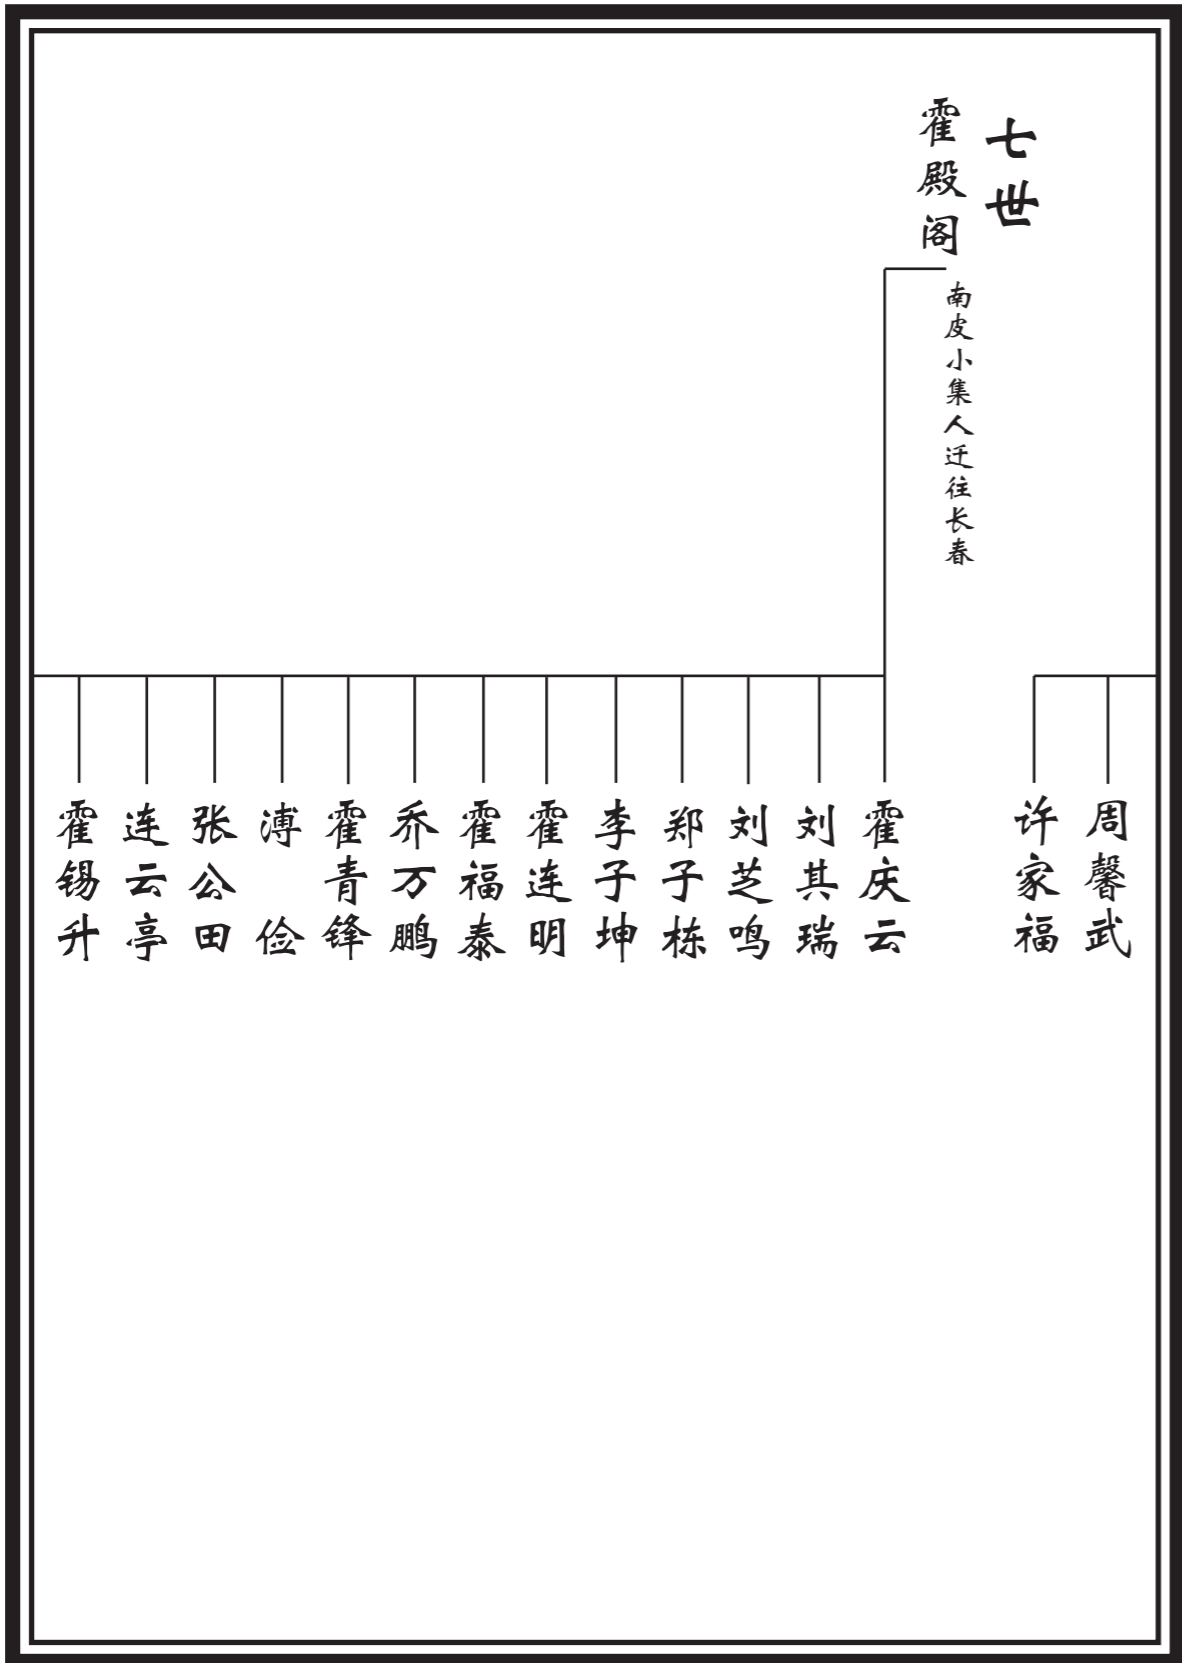 七世
霍殿阁
南皮小集人迁往长春
周馨武
许家福
霍庆云
刘其瑞
刘芝鸣
郑子栋
李子坤
霍连明
霍福泰
乔万鹏
霍青锋
溥俭
张公田
连云亭
霍锡升